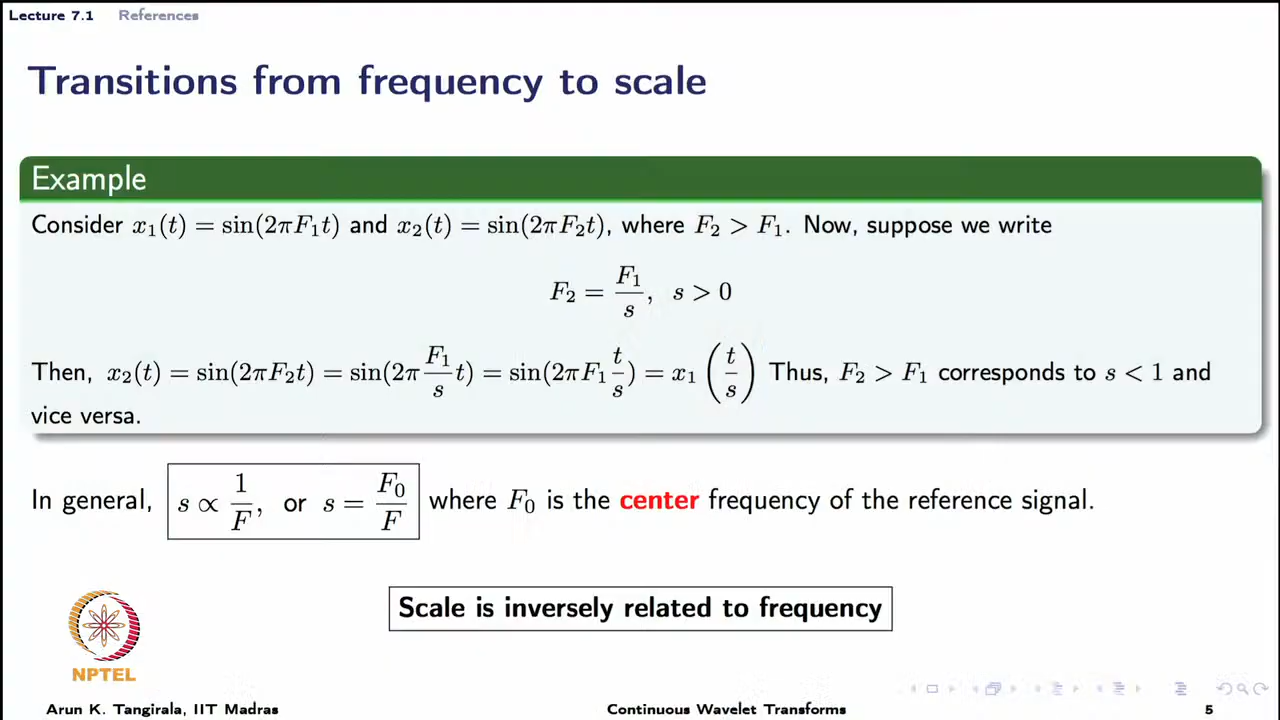 Lecture 7.1 References
Transitions from frequency to scale
Example
Consider x₁(t) = sin(2πF₁t) and x₂(t) = sin(2πF₂t), where F₂ > F₁. Now, suppose we write
F₂ = F₁/s, s > 0
Then, x₂(t) = sin(2πF₂t) = sin(2π F₁/s t) = sin(2πF₁ t/s) = x₁(t/s) Thus, F₂ > F₁ corresponds to s < 1 and
vice versa.
In general, s ∝ 1/F, or s = F₀/F where F₀ is the center frequency of the reference signal.
Scale is inversely related to frequency
NPTEL
Arun K. Tangirala, IIT Madras Continuous Wavelet Transforms 5